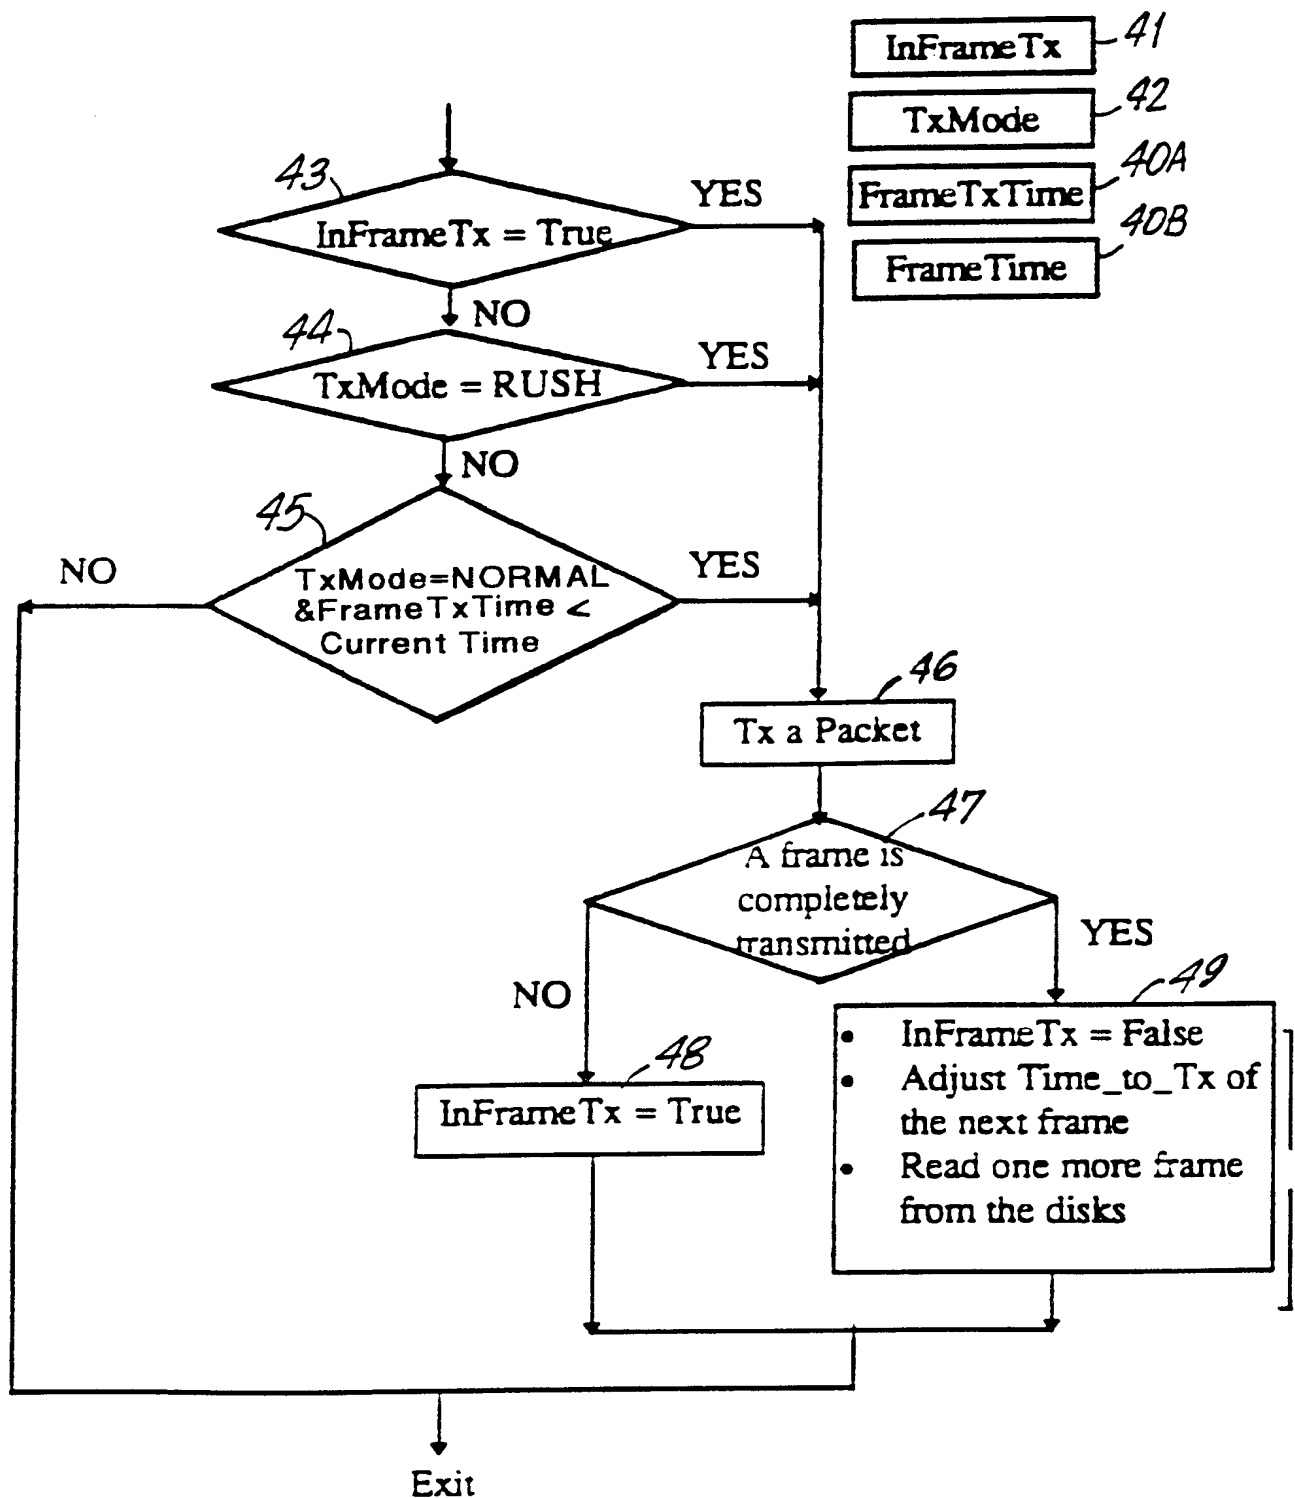 InFrameTx 41
TxMode 42
FrameTxTime 40A
FrameTime 40B
43
InFrameTx = True
YES
NO
44
TxMode = RUSH
YES
NO
45
TxMode=NORMAL
&FrameTxTime <
Current Time
YES
NO
46
Tx a Packet
47
A frame is
completely
transmitted
NO
YES
48
InFrameTx = True
49
• InFrameTx = False
• Adjust Time_to_Tx of
the next frame
• Read one more frame
from the disks
Exit